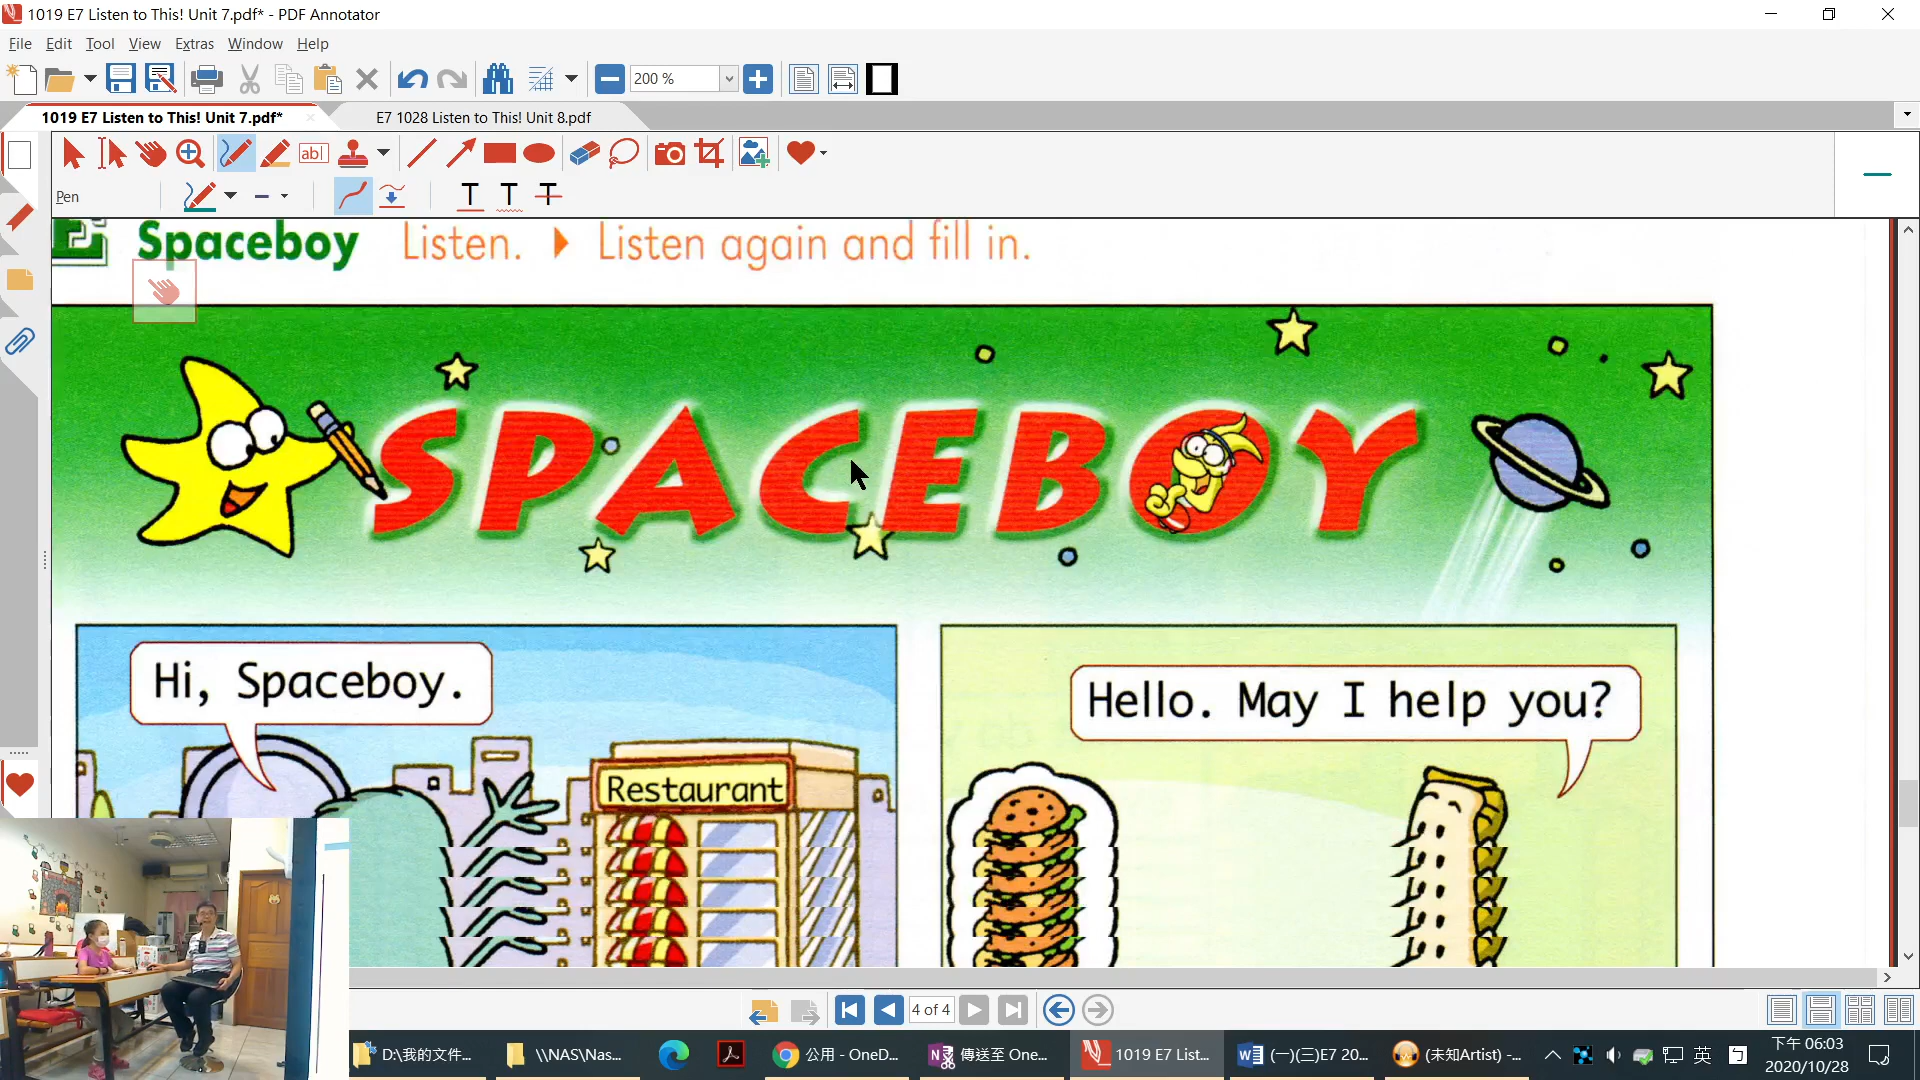 1019 E7 Listen to This! Unit 7.pdf* - PDF Annotator
File Edit Tool View Extras Window Help
200 %
1019 E7 Listen to This! Unit 7.pdf*
E7 1028 Listen to This! Unit 8.pdf
ab
Pen
T T T
Spaceboy Listen. Listen again and fill in.
SPACEBOY
Hi, Spaceboy.
Hello. May I help you?
Restaurant
4 of 4
D:\我的文件...
\\NAS\Nas...
公用 - OneD...
傳送至 One...
1019 E7 List...
(一)(三)E7 20...
(未知Artist) -...
英
ㄅ
下午 06:03
2020/10/28